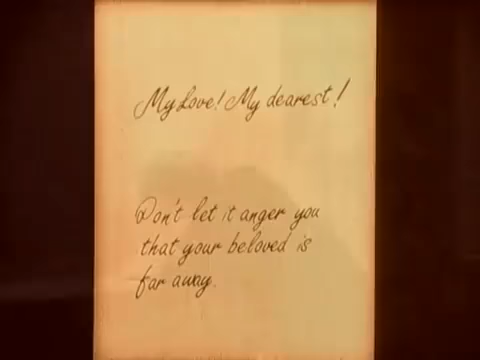 My Love! My dearest!
Don't let it anger you
that your beloved is
far away.